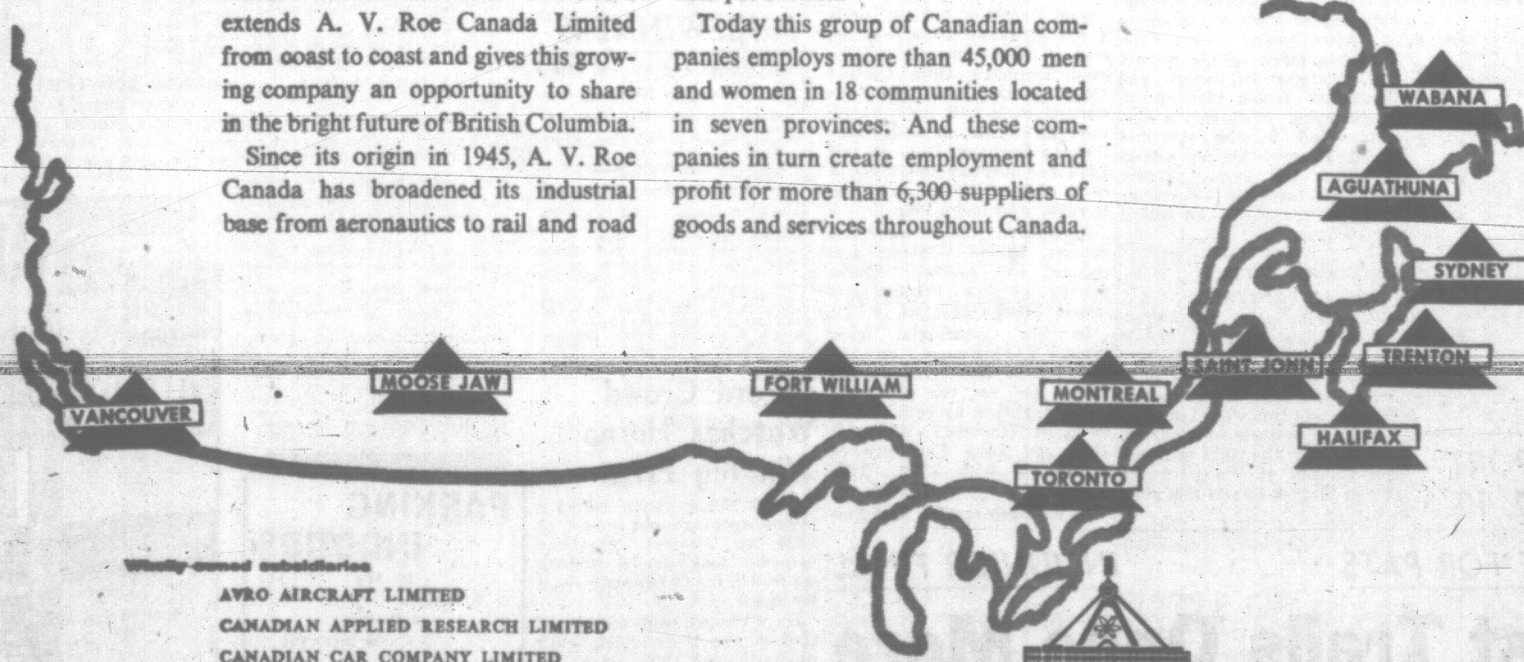 extends A. V. Roe Canada Limited
from coast to coast and gives this grow-
ing company an opportunity to share
in the bright future of British Columbia.
Since its origin in 1945, A. V. Roe
Canada has broadened its industrial
base from aeronautics to rail and road
Today this group of Canadian com-
panies employs more than 45,000 men
and women in 18 communities located
in seven provinces. And these com-
panies in turn create employment and
profit for more than 6,300 suppliers of
goods and services throughout Canada.
WABANA
AGUATHUNA
SYDNEY
TRENTON
SAINT JOHN
HALIFAX
MONTREAL
TORONTO
FORT WILLIAM
MOOSE JAW
VANCOUVER
Wholly-owned subsidiaries
AVRO AIRCRAFT LIMITED
CANADIAN APPLIED RESEARCH LIMITED
CANADIAN CAR COMPANY LIMITED